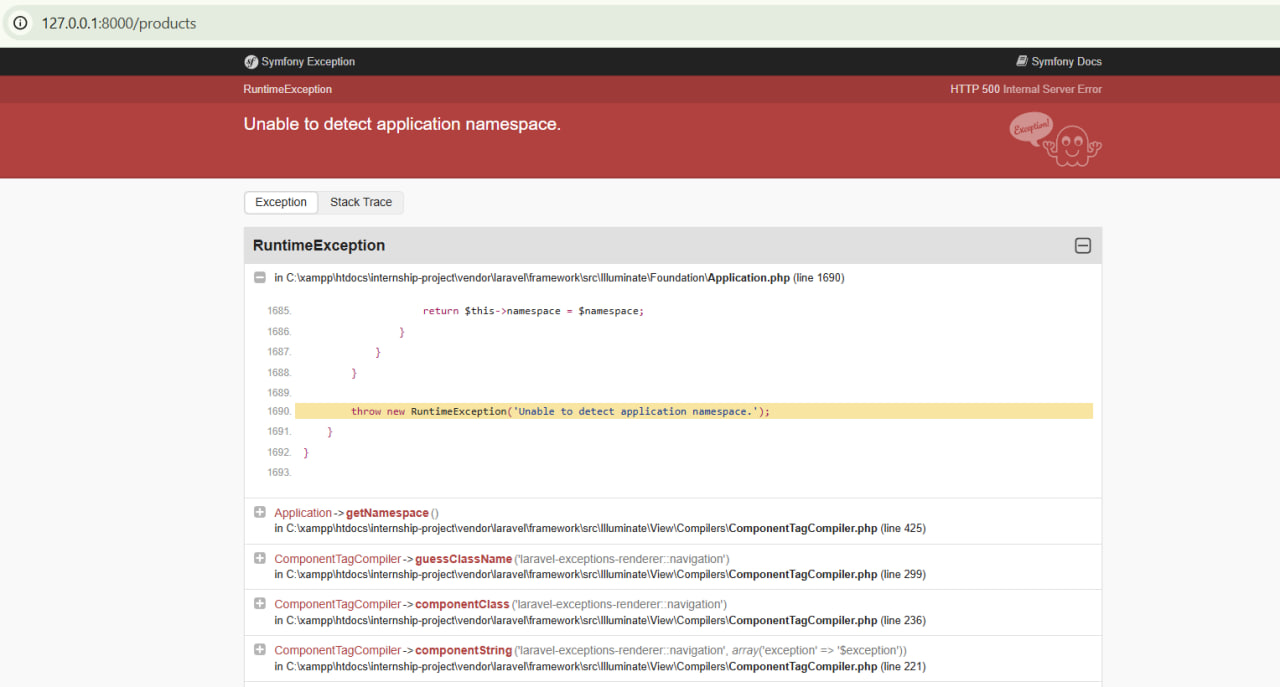 127.0.0.1:8000/products
Symfony Exception
Symfony Docs
RuntimeException
HTTP 500 Internal Server Error
Unable to detect application namespace.
Exception!
Exception
Stack Trace
RuntimeException
in C:\xampp\htdocs\internship-project\vendor\laravel\framework\src\Illuminate\Foundation\Application.php (line 1690)
1685. return $this->namespace = $namespace;
1686. }
1687. }
1688. }
1689.
1690. throw new RuntimeException('Unable to detect application namespace.');
1691. }
1692. }
1693.
Application->getNamespace()
in C:\xampp\htdocs\internship-project\vendor\laravel\framework\src\Illuminate\View\Compilers\ComponentTagCompiler.php (line 425)
ComponentTagCompiler->guessClassName('laravel-exceptions-renderer::navigation')
in C:\xampp\htdocs\internship-project\vendor\laravel\framework\src\Illuminate\View\Compilers\ComponentTagCompiler.php (line 299)
ComponentTagCompiler->componentClass('laravel-exceptions-renderer::navigation')
in C:\xampp\htdocs\internship-project\vendor\laravel\framework\src\Illuminate\View\Compilers\ComponentTagCompiler.php (line 236)
ComponentTagCompiler->componentString('laravel-exceptions-renderer::navigation', array('exception' => '$exception'))
in C:\xampp\htdocs\internship-project\vendor\laravel\framework\src\Illuminate\View\Compilers\ComponentTagCompiler.php (line 221)